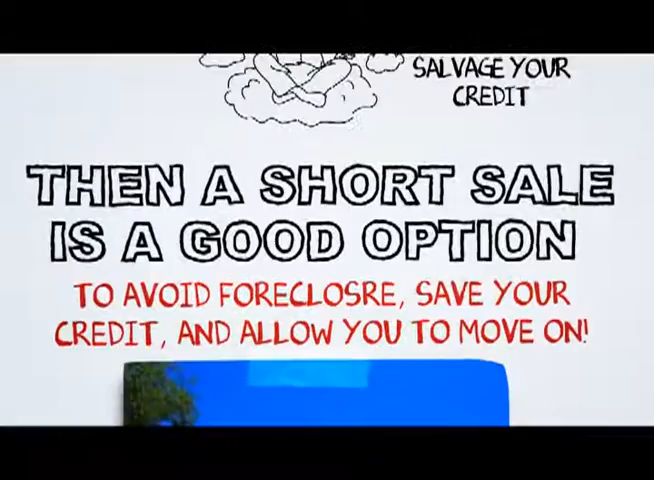 SALVAGE YOUR
CREDIT
THEN A SHORT SALE
IS A GOOD OPTION
TO AVOID FORECLOSRE, SAVE YOUR
CREDIT, AND ALLOW YOU TO MOVE ON!